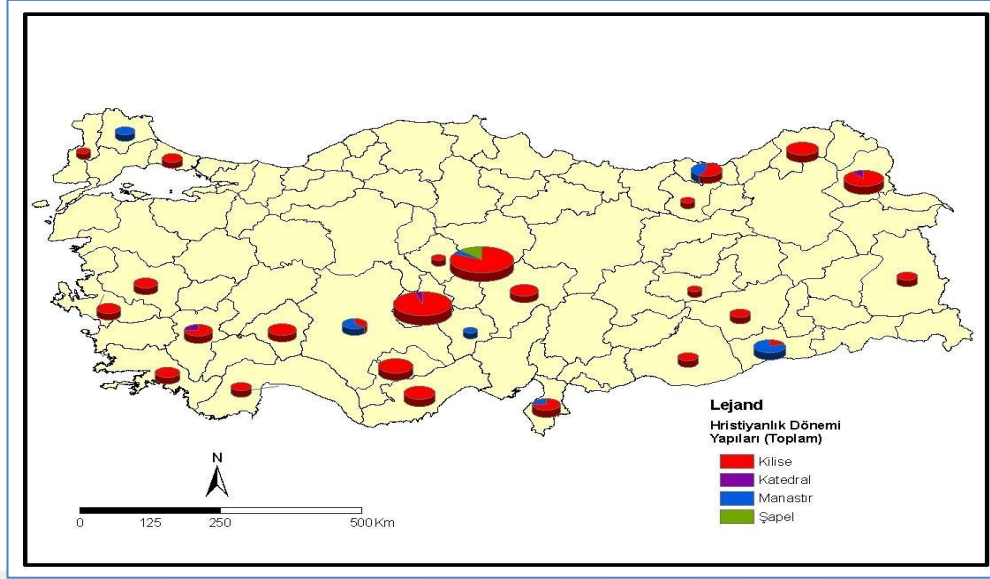 Lejand
Hristiyanlık Dönemi
Yapıları (Toplam)
Kilise
Katedral
Manastır
Şapel
N
0 125 250 500 Km